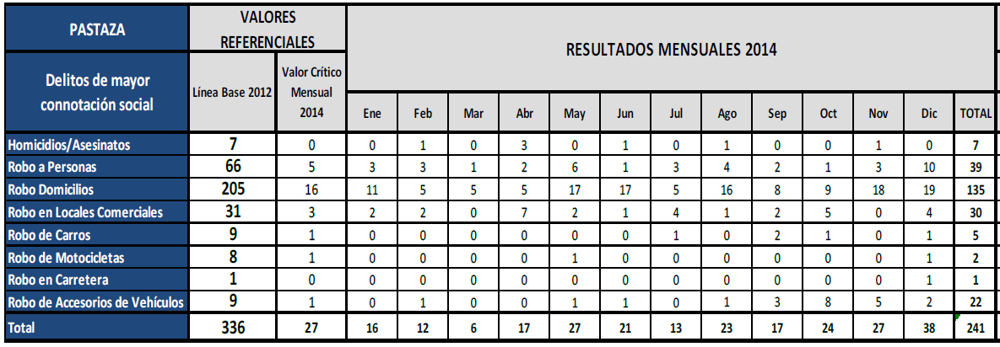 PASTAZA VALORES REFERENCIALES RESULTADOS MENSUALES 2014
Delitos de mayor connotación social Línea Base 2012 Valor Crítico Mensual 2014 Ene Feb Mar Abr May Jun Jul Ago Sep Oct Nov Dic TOTAL
Homicidios/Asesinatos 7 0 0 1 0 3 0 1 0 1 0 0 1 0 7
Robo a Personas 66 5 3 3 1 2 6 1 3 4 2 1 3 10 39
Robo Domicilios 205 16 11 5 5 5 17 17 5 16 8 9 18 19 135
Robo en Locales Comerciales 31 3 2 2 0 7 2 1 4 1 2 5 0 4 30
Robo de Carros 9 1 0 0 0 0 0 0 1 0 2 1 0 1 5
Robo de Motocicletas 8 1 0 0 0 0 1 0 0 0 0 0 0 1 2
Robo en Carretera 1 0 0 0 0 0 0 0 0 0 0 0 0 1 1
Robo de Accesorios de Vehículos 9 1 0 1 0 0 1 1 0 1 3 8 5 2 22
Total 336 27 16 12 6 17 27 21 13 23 17 24 27 38 241